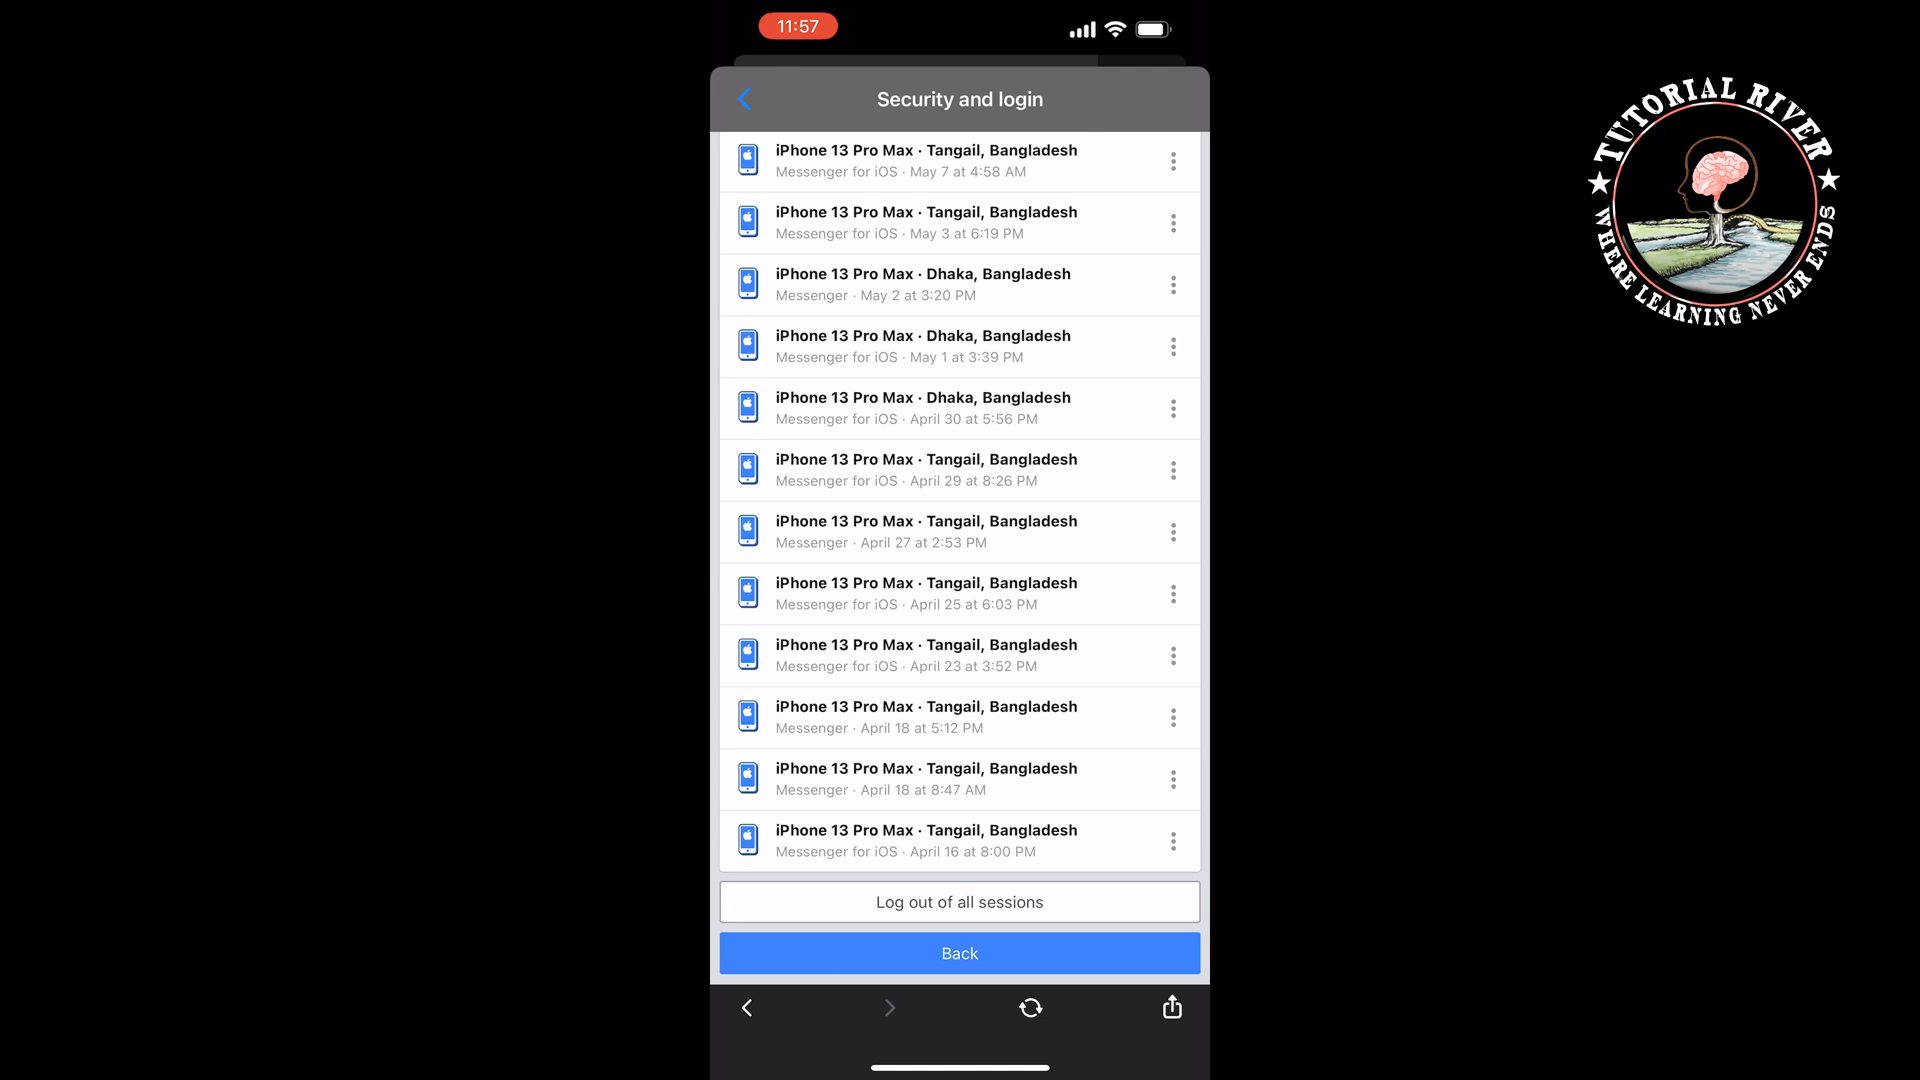 11:57
Security and login
iPhone 13 Pro Max · Tangail, Bangladesh
Messenger for iOS · May 7 at 4:58 AM
iPhone 13 Pro Max · Tangail, Bangladesh
Messenger for iOS · May 3 at 6:19 PM
iPhone 13 Pro Max · Dhaka, Bangladesh
Messenger · May 2 at 3:20 PM
iPhone 13 Pro Max · Dhaka, Bangladesh
Messenger for iOS · May 1 at 3:39 PM
iPhone 13 Pro Max · Dhaka, Bangladesh
Messenger for iOS · April 30 at 5:56 PM
iPhone 13 Pro Max · Tangail, Bangladesh
Messenger for iOS · April 29 at 8:26 PM
iPhone 13 Pro Max · Tangail, Bangladesh
Messenger · April 27 at 2:53 PM
iPhone 13 Pro Max · Tangail, Bangladesh
Messenger for iOS · April 25 at 6:03 PM
iPhone 13 Pro Max · Tangail, Bangladesh
Messenger for iOS · April 23 at 3:52 PM
iPhone 13 Pro Max · Tangail, Bangladesh
Messenger · April 18 at 5:12 PM
iPhone 13 Pro Max · Tangail, Bangladesh
Messenger · April 18 at 8:47 AM
iPhone 13 Pro Max · Tangail, Bangladesh
Messenger for iOS · April 16 at 8:00 PM
Log out of all sessions
Back
TUTORIAL RIVER
WHERE LEARNING NEVER ENDS